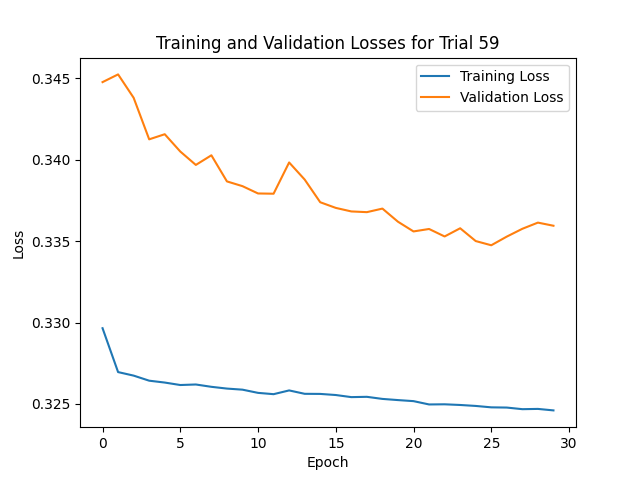 Training and Validation Losses for Trial 59
Training Loss
Validation Loss
Loss
0.345
0.340
0.335
0.330
0.325
0 5 10 15 20 25 30
Epoch